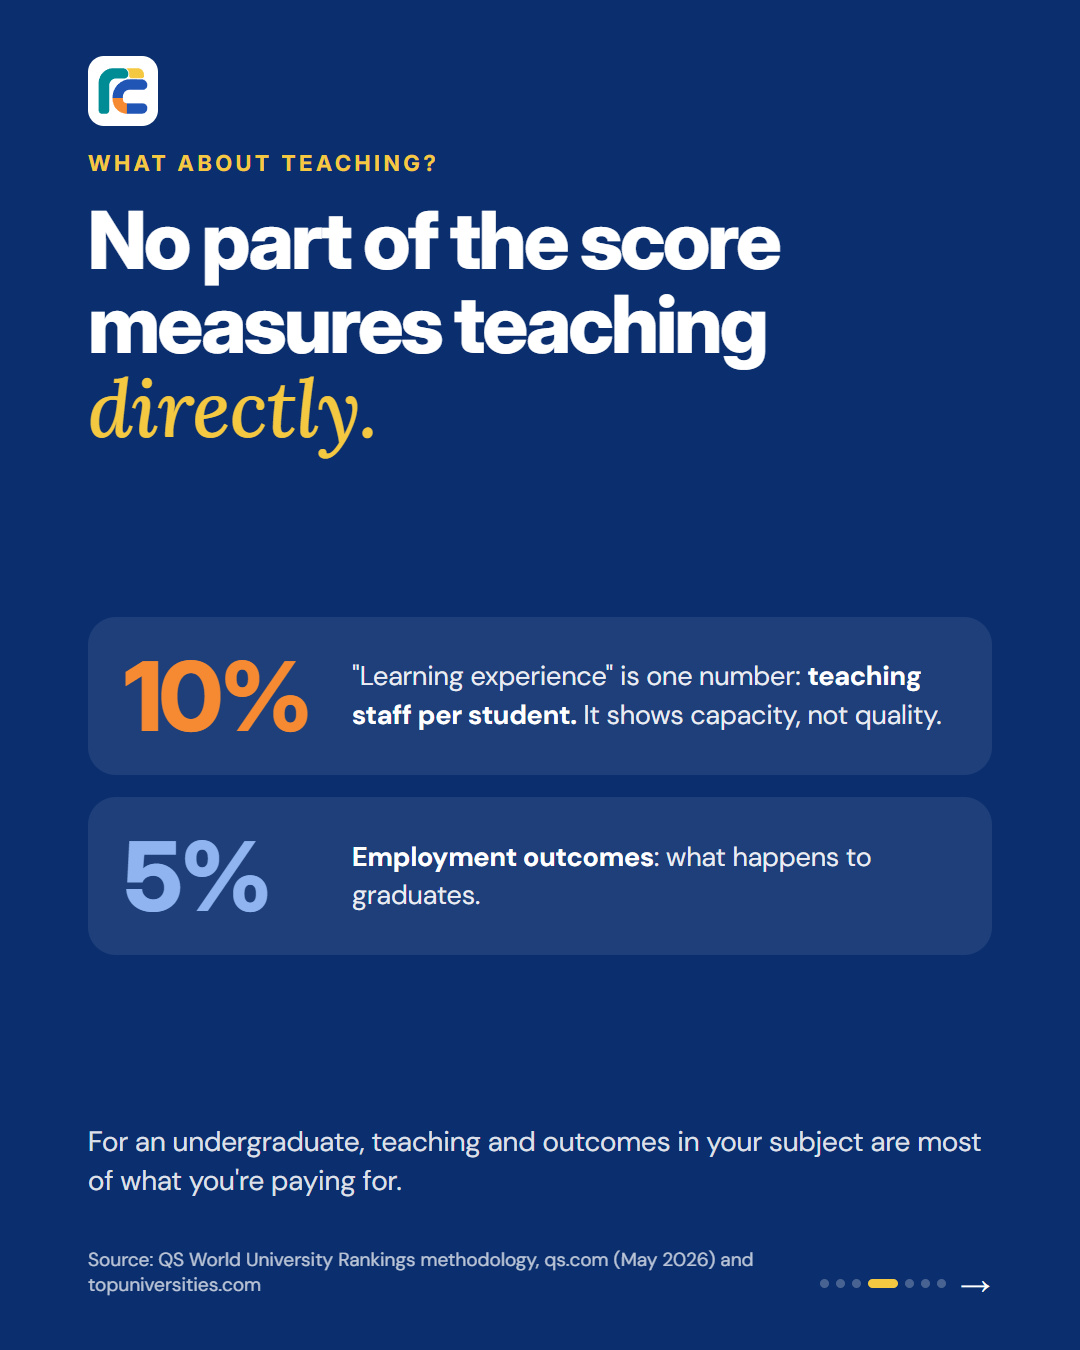 WHAT ABOUT TEACHING?
No part of the score
measures teaching
directly.
10%
"Learning experience" is one number: teaching
staff per student. It shows capacity, not quality.
5%
Employment outcomes: what happens to
graduates.
For an undergraduate, teaching and outcomes in your subject are most
of what you're paying for.
Source: QS World University Rankings methodology, qs.com (May 2026) and
topuniversities.com